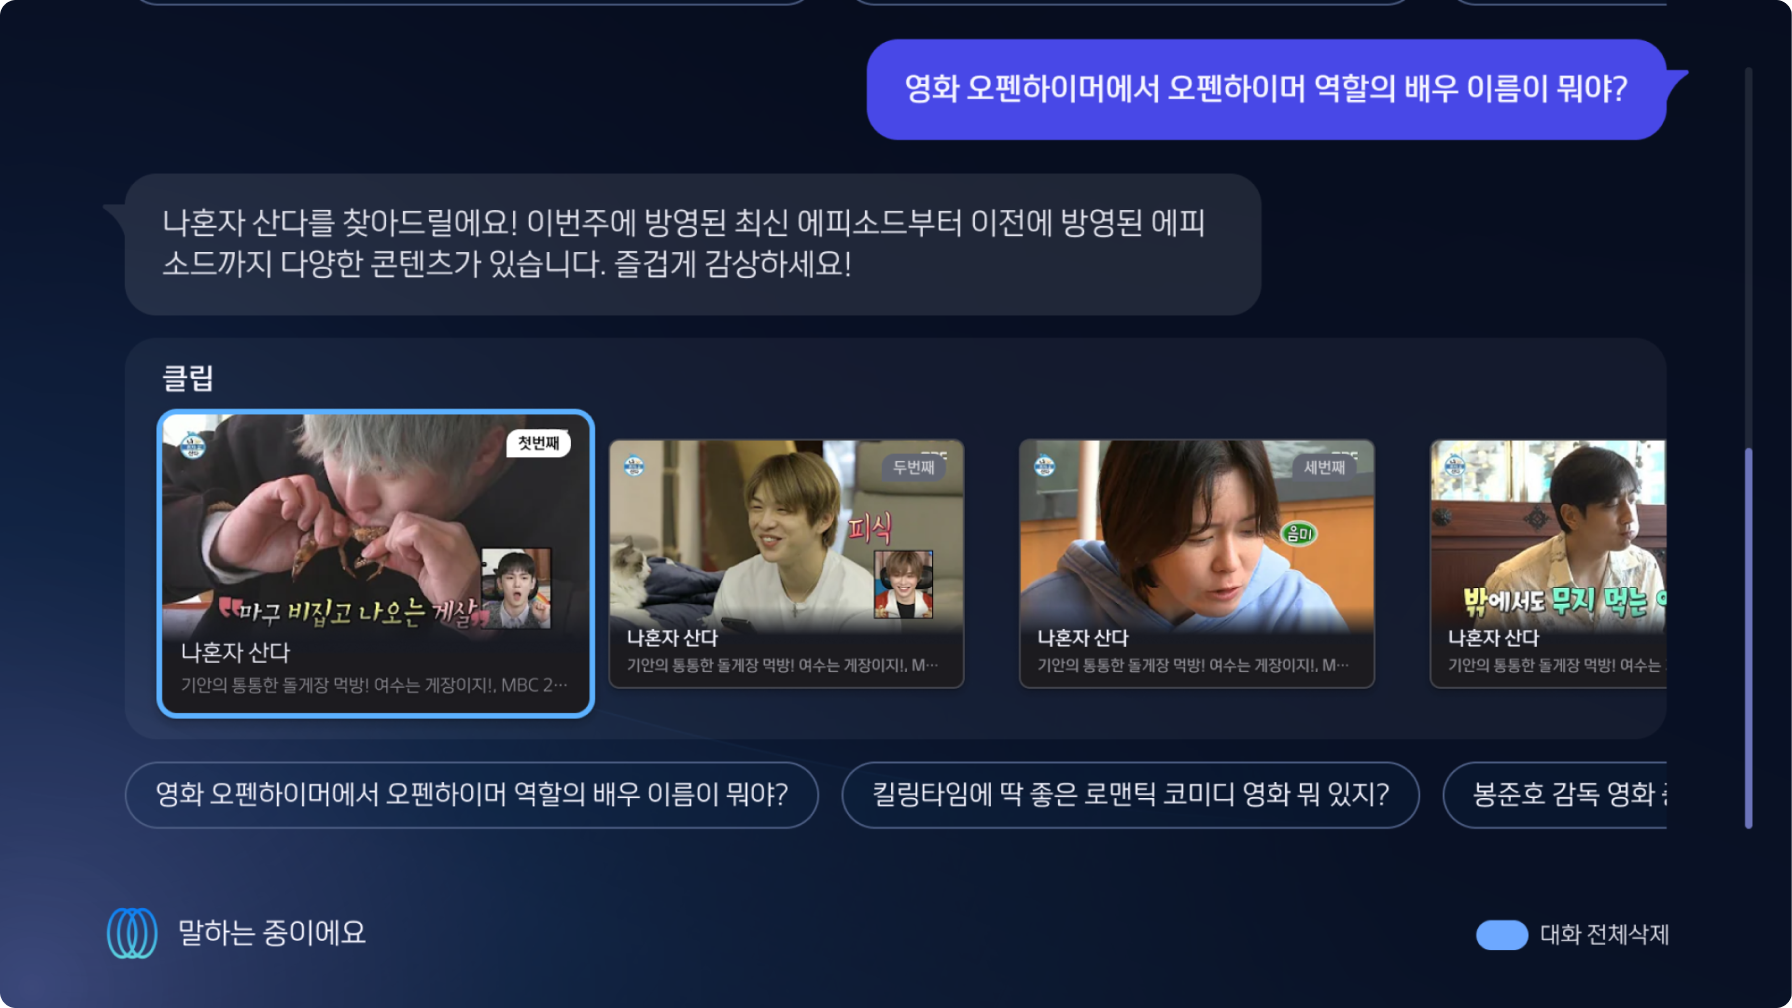 영화 오펜하이머에서 오펜하이머 역할의 배우 이름이 뭐야?
나혼자 산다를 찾아드릴에요! 이번주에 방영된 최신 에피소드부터 이전에 방영된 에피
소드까지 다양한 콘텐츠가 있습니다. 즐겁게 감상하세요!
클립
첫번째
마구 비집고 나오는 게살
나혼자 산다
기안의 통통한 돌게장 먹방! 여수는 게장이지!, MBC 2…
두번째
피식
나혼자 산다
기안의 통통한 돌게장 먹방! 여수는 게장이지!, M…
세번째
음미
나혼자 산다
기안의 통통한 돌게장 먹방! 여수는 게장이지!, M…
밖에서도 무지 먹는
나혼자 산다
기안의 통통한 돌게장 먹방! 여수는
영화 오펜하이머에서 오펜하이머 역할의 배우 이름이 뭐야?
킬링타임에 딱 좋은 로맨틱 코미디 영화 뭐 있지?
봉준호 감독 영화
말하는 중이에요
대화 전체삭제